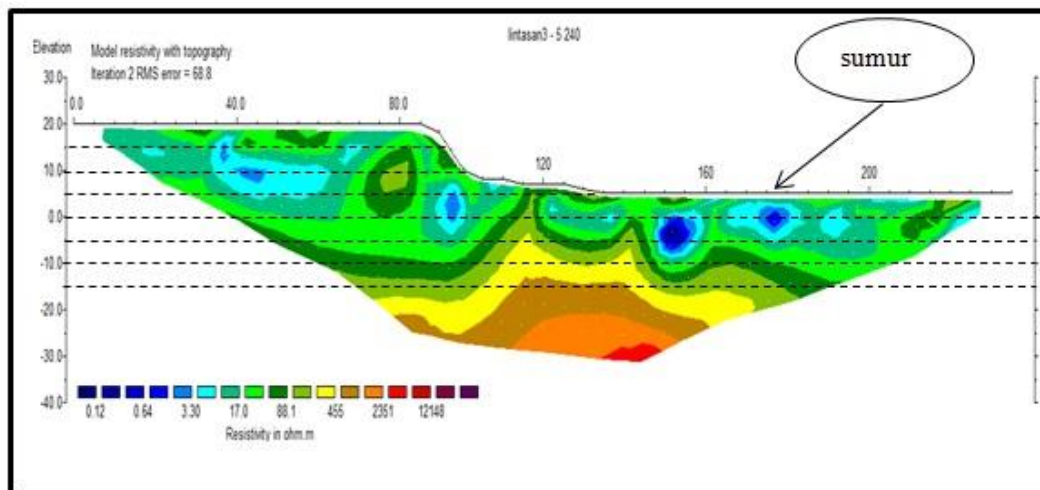 lintasan3 - 5 240
Elevation
Model resistivity with topography
Iteration 2 RMS error = 68.8
sumur
30.0
0.0 40.0 80.0
20.0
10.0
120 160 200
0.0
-10.0
-20.0
-30.0
-40.0
0.12 0.64 3.30 17.0 88.1 455 2351 12148
Resistivity in ohm.m